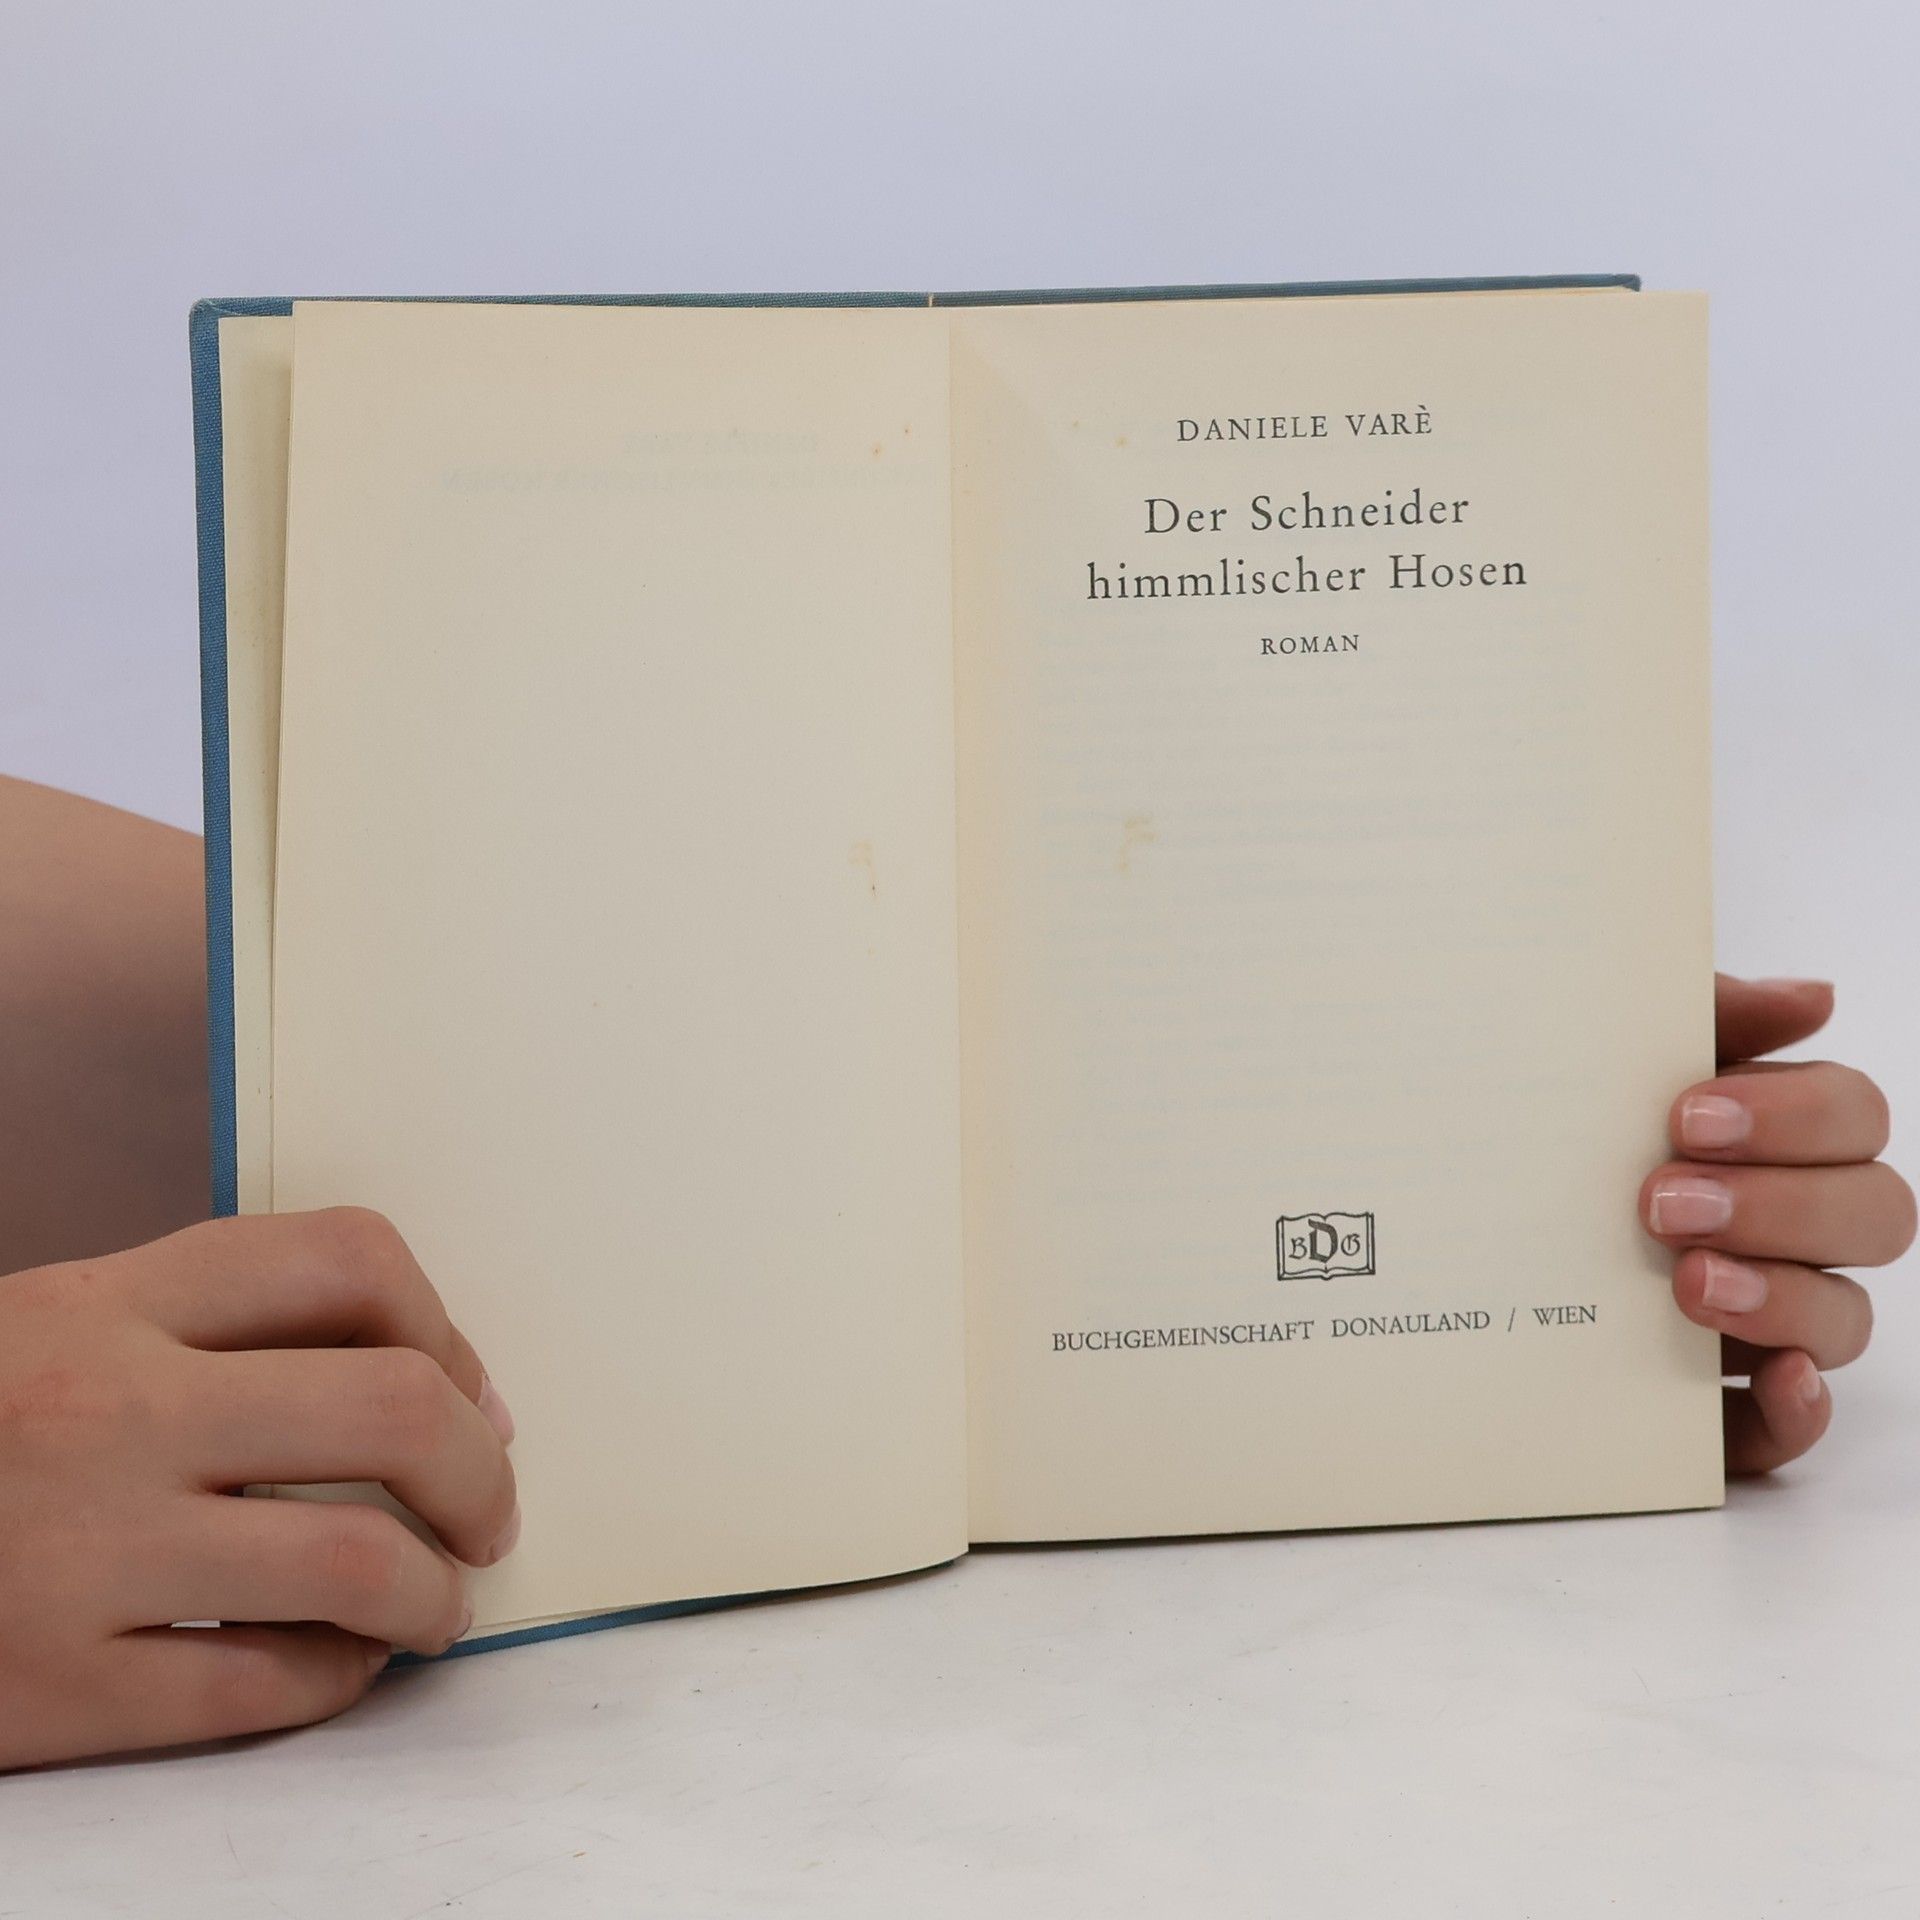 DANIELE VARÈ
Der Schneider
himmlischer Hosen
ROMAN
BDG
BUCHGEMEINSCHAFT DONAULAND / WIEN